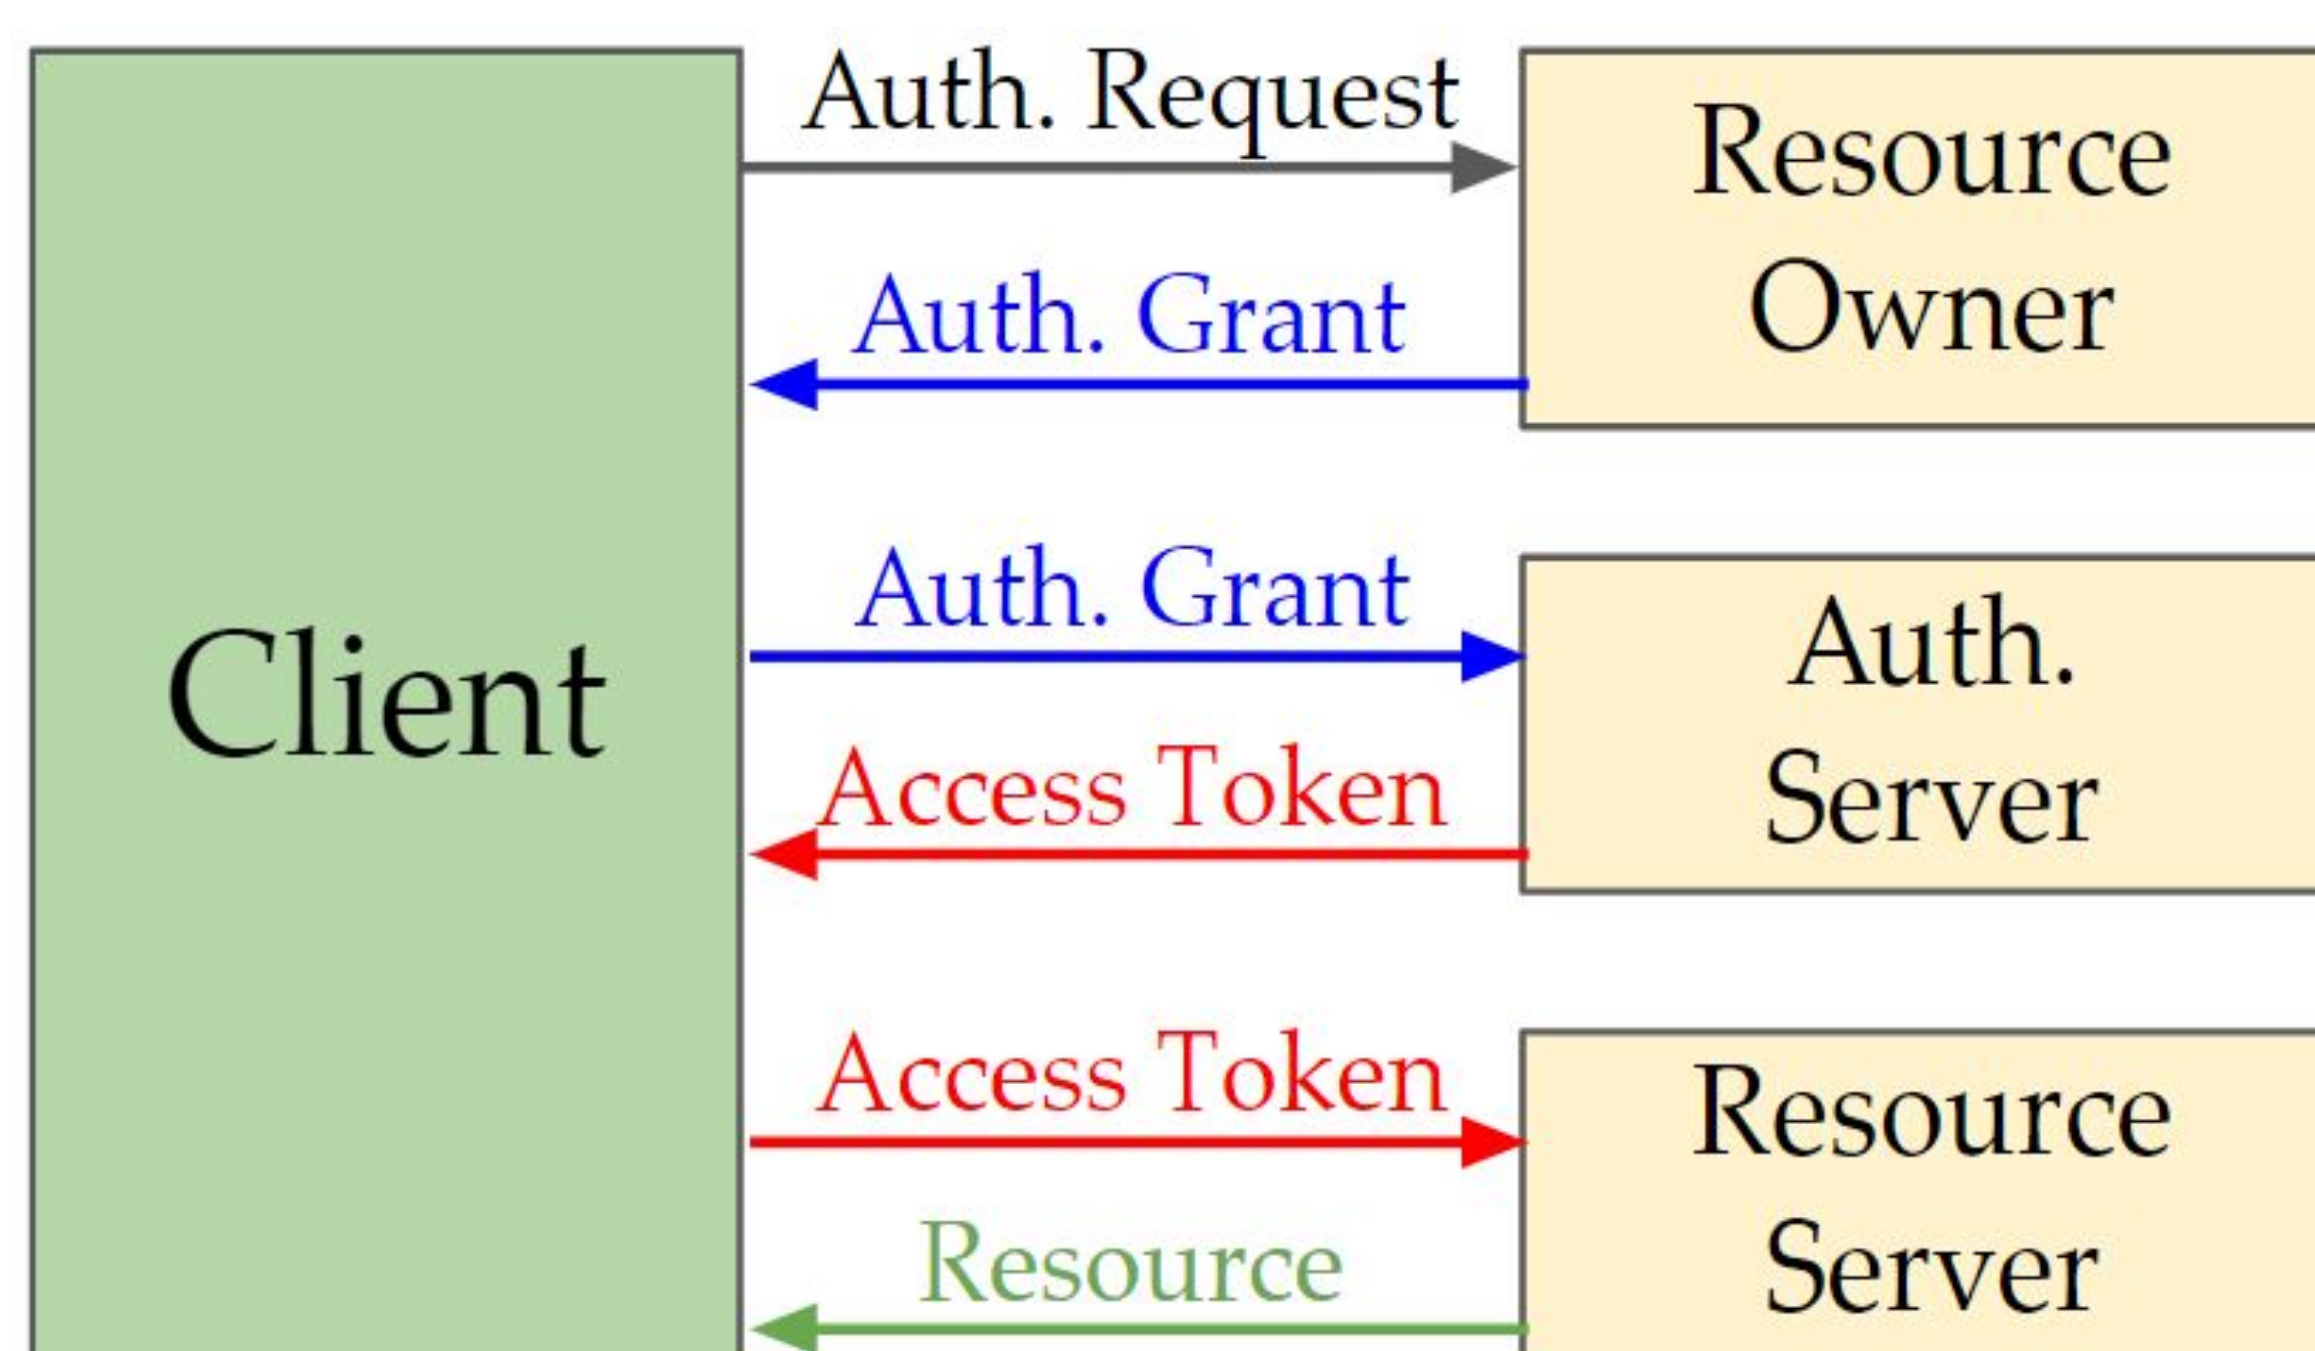 Auth. Request
Resource
Owner
Auth. Grant
Client
Auth. Grant
Auth.
Server
Access Token
Access Token
Resource
Server
Resource